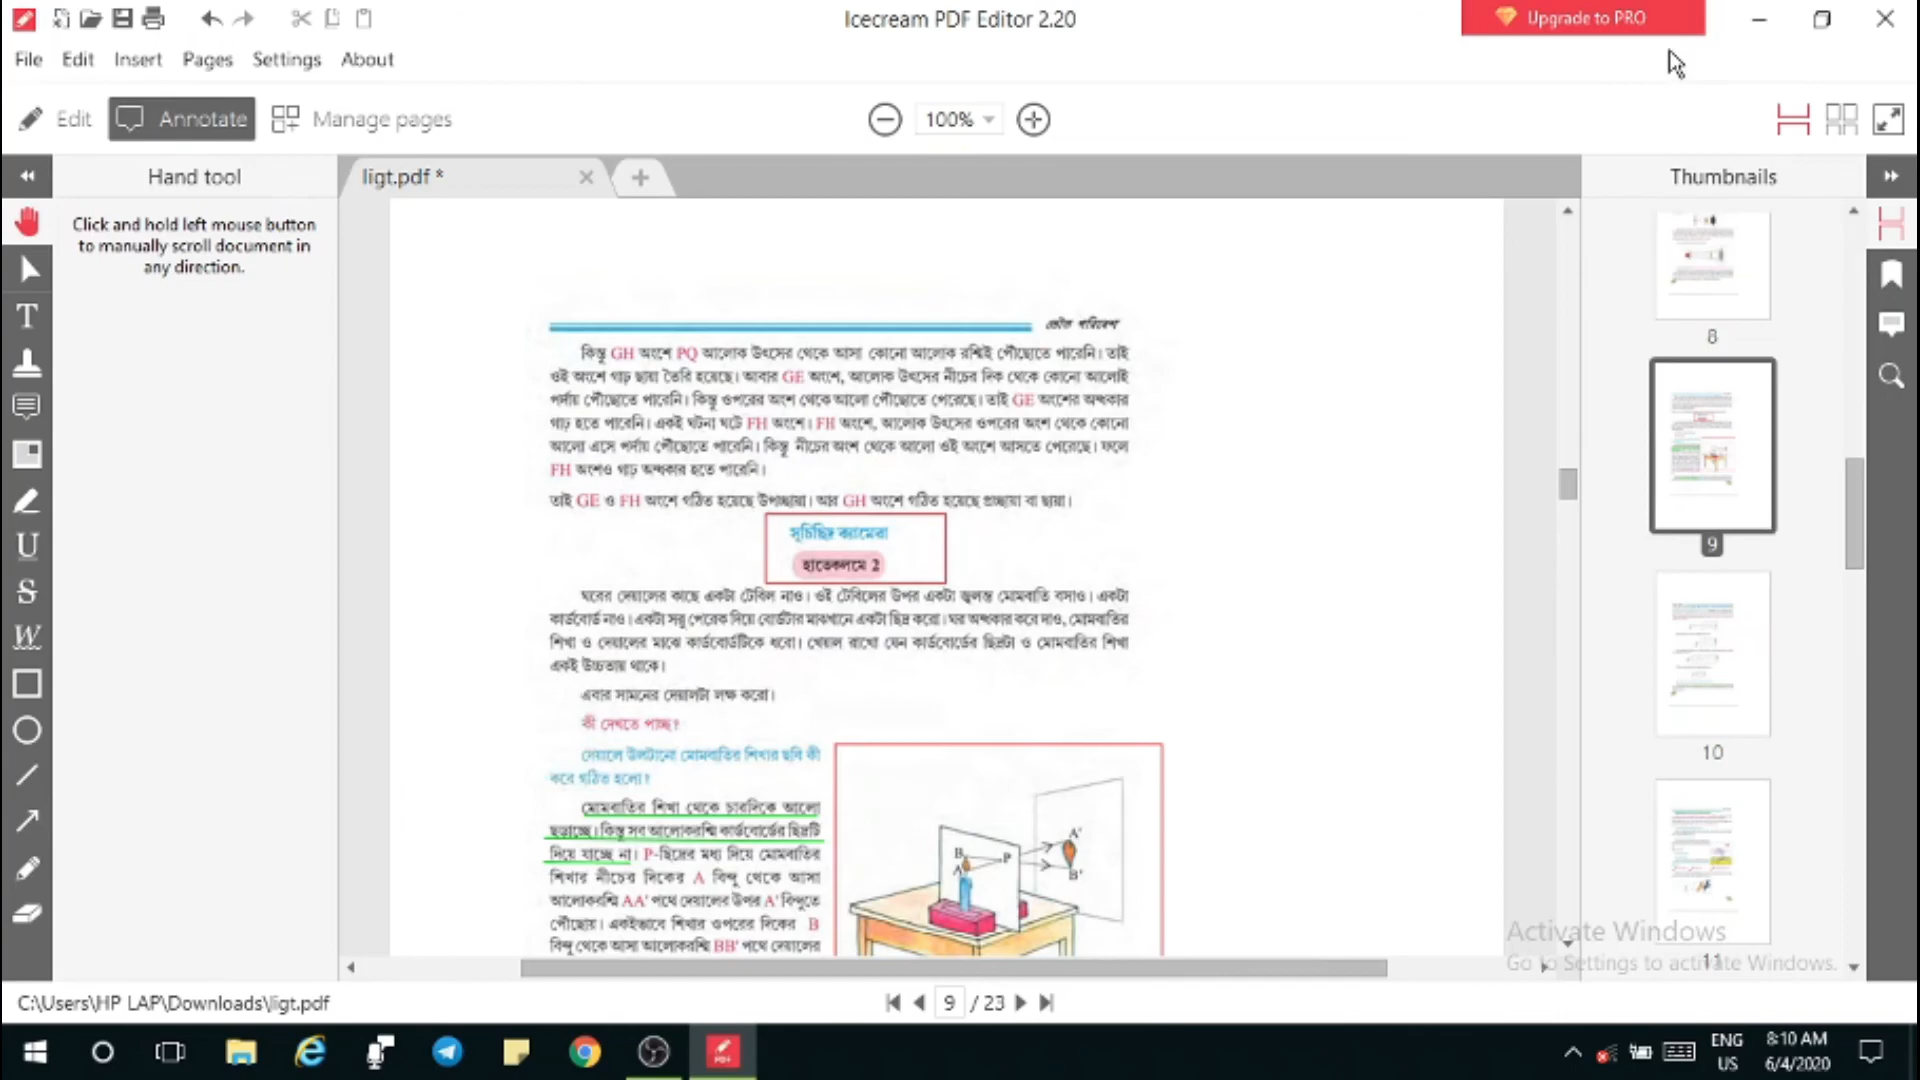 Icecream PDF Editor 2.20
Upgrade to PRO
File Edit Insert Pages Settings About
Edit Annotate Manage pages
100%
Hand tool
ligt.pdf *
Thumbnails
Click and hold left mouse button
to manually scroll document in
any direction.
ভৌত পরিবেশ
কিন্তু GH অংশে PQ আলোক উৎসের থেকে আসা কোনো আলোক রশ্মিই পৌঁছোতে পারেনি। তাই
ওই অংশে গাঢ় ছায়া তৈরি হয়েছে। আবার GE অংশে, আলোক উৎসের নীচের দিক থেকে কোনো আলোই
পর্দায় পৌঁছোতে পারেনি। কিন্তু ওপরের অংশ থেকে আলো পৌঁছোতে পেরেছে। তাই GE অংশের অন্ধকার
গাঢ় হতে পারেনি। একই ঘটনা ঘটে FH অংশে। FH অংশে, আলোক উৎসের ওপরের অংশ থেকে কোনো
আলো এসে পর্দায় পৌঁছোতে পারেনি। কিন্তু নীচের অংশ থেকে আলো ওই অংশে আসতে পেরেছে। ফলে
FH অংশও গাঢ় অন্ধকার হতে পারেনি।
তাই GE ও FH অংশে গঠিত হয়েছে উপচ্ছায়া। আর GH অংশে গঠিত হয়েছে প্রচ্ছায়া বা ছায়া।
সূচিছিদ্র ক্যামেরা
হাতেকলমে 2
ঘরের দেয়ালের কাছে একটা টেবিল নাও। ওই টেবিলের উপর একটা জ্বলন্ত মোমবাতি বসাও। একটা
কার্ডবোর্ড নাও। একটা সরু পেরেক দিয়ে বোর্ডটার মাঝখানে একটা ছিদ্র করো। ঘর অন্ধকার করে দাও, মোমবাতির
শিখা ও দেয়ালের মাঝে কার্ডবোর্ডটিকে ধরো। খেয়াল রাখো যেন কার্ডবোর্ডের ছিদ্রটা ও মোমবাতির শিখা
একই উচ্চতায় থাকে।
এবার সামনের দেয়ালটা লক্ষ করো।
কী দেখতে পাচ্ছ?
দেয়ালে উলটানো মোমবাতির শিখার ছবি কী
করে গঠিত হলো?
মোমবাতির শিখা থেকে চারদিকে আলো
ছড়াচ্ছে। কিন্তু সব আলোকরশ্মি কার্ডবোর্ডের ছিদ্রটি
দিয়ে যাচ্ছে না। P-ছিদ্রের মধ্য দিয়ে মোমবাতির
শিখার নীচের দিকের A বিন্দু থেকে আসা
আলোকরশ্মি AA' পথে দেয়ালের উপর A' বিন্দুতে
পৌঁছোয়। একইভাবে শিখার ওপরের দিকের B
বিন্দু থেকে আসা আলোকরশ্মি BB' পথে দেয়ালের
B A P A' B'
8
9
10
11
Activate Windows
Go to Settings to activate Windows.
C:\Users\HP LAP\Downloads\ligt.pdf
9 / 23
ENG
US
8:10 AM
6/4/2020